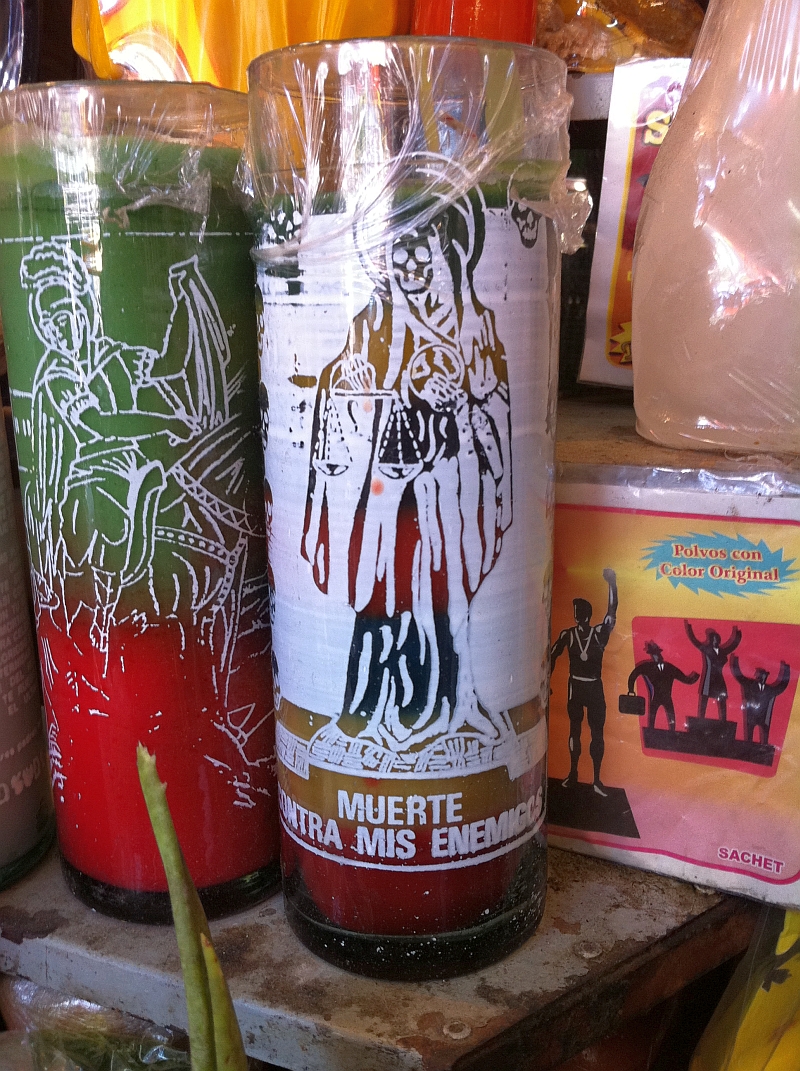 MUERTE
CONTRA MIS ENEMIGOS
Polvos con
Color Original
SACHET